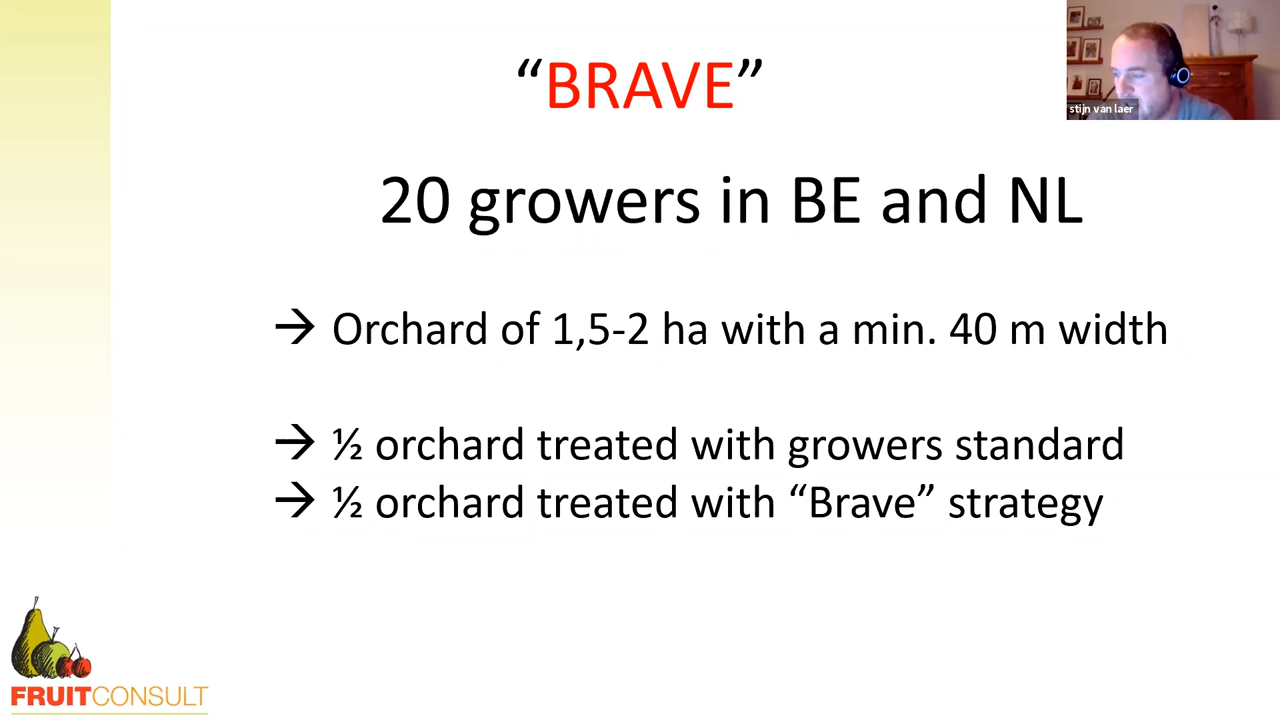 “BRAVE”
stijn van laer
20 growers in BE and NL
→ Orchard of 1,5-2 ha with a min. 40 m width
→ ½ orchard treated with growers standard
→ ½ orchard treated with “Brave” strategy
FRUITCONSULT